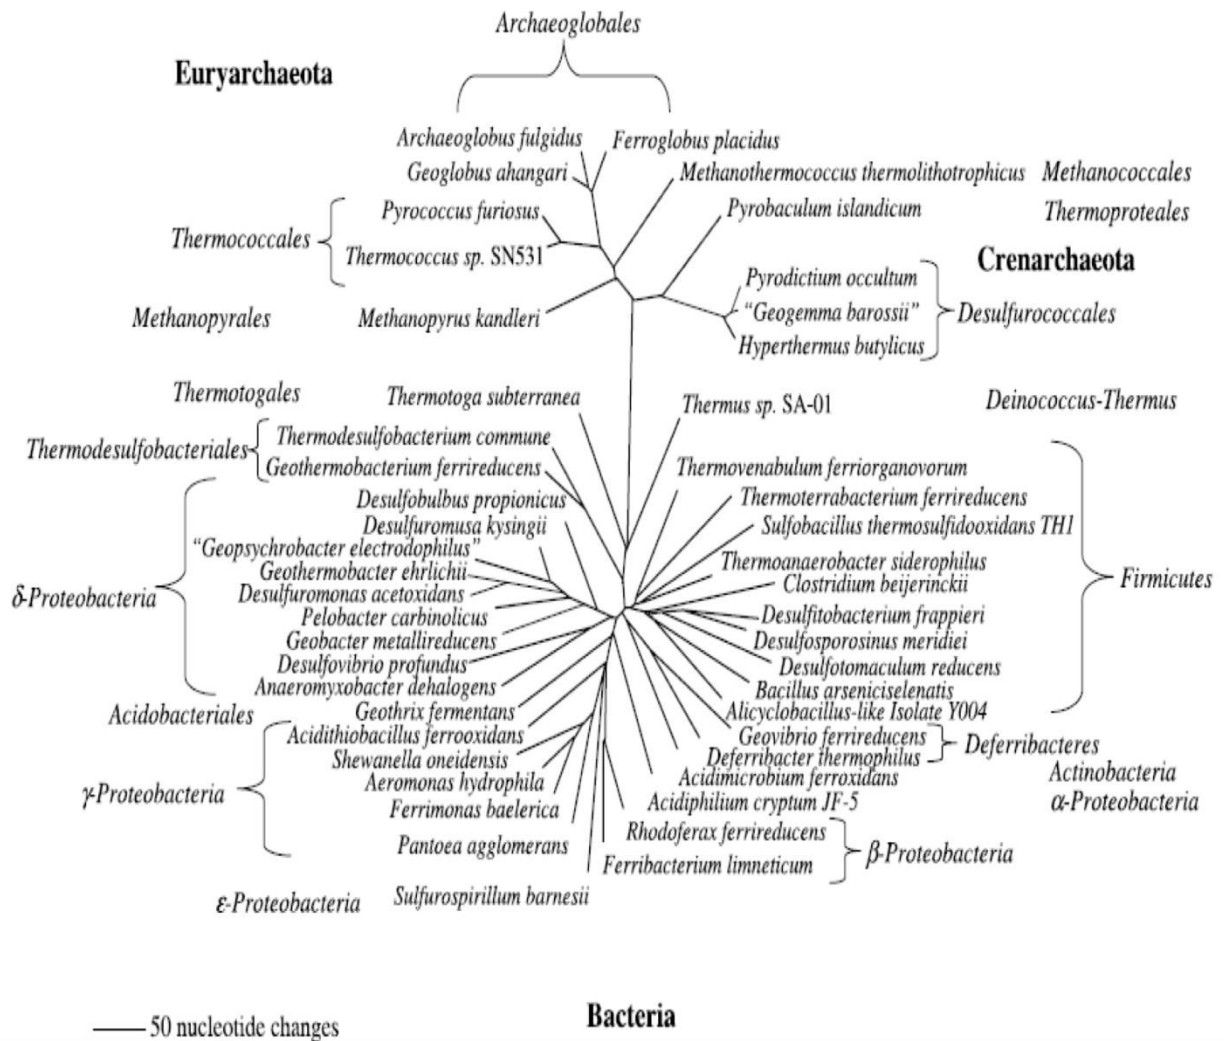 Archaeoglobales
Euryarchaeota
Archaeoglobus fulgidus
Ferroglobus placidus
Geoglobus ahangari
Methanothermococcus thermolithotrophicus Methanococcales
Pyrococcus furiosus
Pyrobaculum islandicum
Thermoproteales
Thermococcales
Thermococcus sp. SN531
Crenarchaeota
Pyrodictium occultum
"Geogemma barossii"
Desulfurococcales
Methanopyrales
Methanopyrus kandleri
Hyperthermus butylicus
Thermotogales
Thermotoga subterranea
Thermus sp. SA-01
Deinococcus-Thermus
Thermodesulfobacteriales
Thermodesulfobacterium commune
Geothermobacterium ferrireducens
Thermovenabulum ferriorganovorum
Desulfobulbus propionicus
Thermoterrabacterium ferrireducens
Desulfuromusa kysingii
Sulfobacillus thermosulfidooxidans TH1
"Geopsychrobacter electrodophilus"
Thermoanaerobacter siderophilus
Geothermobacter ehrlichii
Clostridium beijerinckii
Firmicutes
δ-Proteobacteria
Desulfuromonas acetoxidans
Pelobacter carbinolicus
Desulfitobacterium frappieri
Geobacter metallireducens
Desulfosporosinus meridiei
Desulfovibrio profundus
Desulfotomaculum reducens
Anaeromyxobacter dehalogens
Bacillus arseniciselenatis
Acidobacteriales
Geothrix fermentans
Alicyclobacillus-like Isolate Y004
Acidithiobacillus ferrooxidans
Geovibrio ferrireducens
Deferribacteres
Shewanella oneidensis
Deferribacter thermophilus
γ-Proteobacteria
Aeromonas hydrophila
Acidimicrobium ferroxidans
Actinobacteria
Ferrimonas baelerica
Acidiphilium cryptum JF-5
α-Proteobacteria
Pantoea agglomerans
Rhodoferax ferrireducens
Ferribacterium limneticum
β-Proteobacteria
ε-Proteobacteria
Sulfurospirillum barnesii
50 nucleotide changes
Bacteria